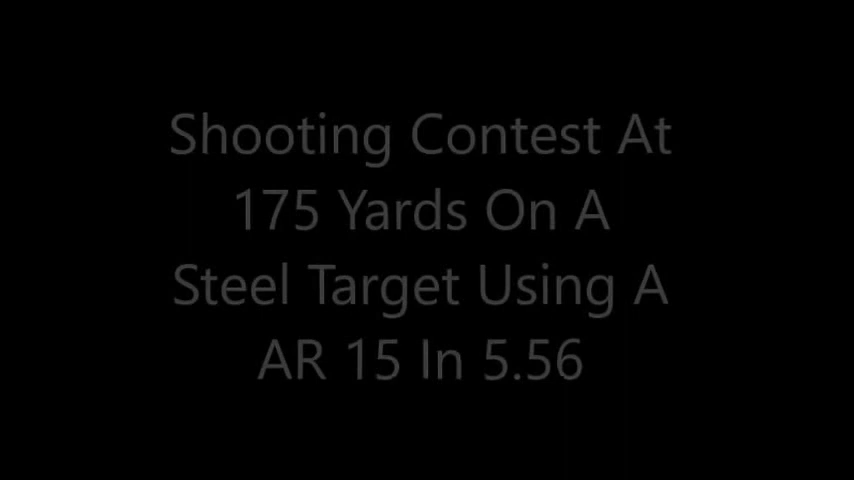 Shooting Contest At
175 Yards On A
Steel Target Using A
AR 15 In 5.56